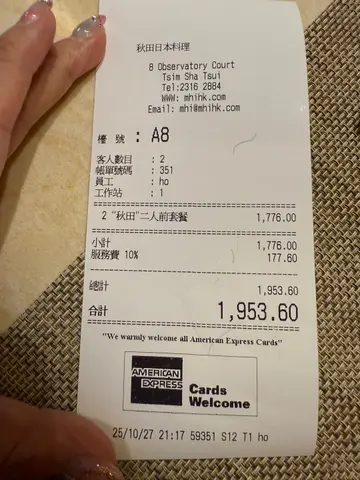 秋田日本料理
8 Observatory Court
Tsim Sha Tsui
Tel:2316 2884
WWW: mhihk.com
Email: mhi@mhihk.com
檯 號 : A8
客人數目 : 2
帳單號碼 : 351
員工 : ho
工作站 : 1
2 "秋田"二人前套餐 1,776.00
小計 1,776.00
服務費 10% 177.60
總計 1,953.60
合計 1,953.60
"We warmly welcome all American Express Cards"
AMERICAN EXPRESS
Cards Welcome
25/10/27 21:17 59351 S12 T1 ho